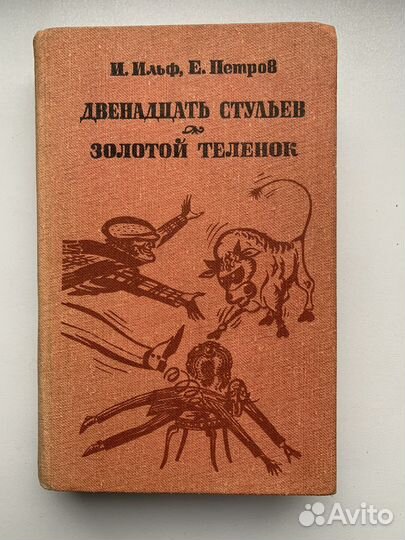 И. Ильф, Е. Петров
ДВЕНАДЦАТЬ СТУЛЬЕВ
ЗОЛОТОЙ ТЕЛЕНОК
Avito